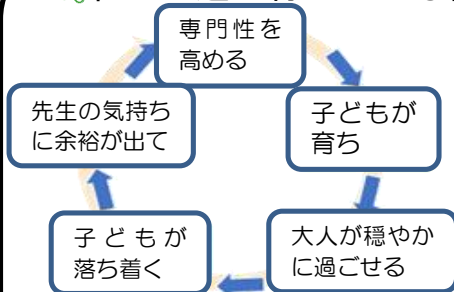 専門性を
高める
子どもが
育ち
大人が穏やか
に過ごせる
子どもが
落ち着く
先生の気持ち
に余裕が出て